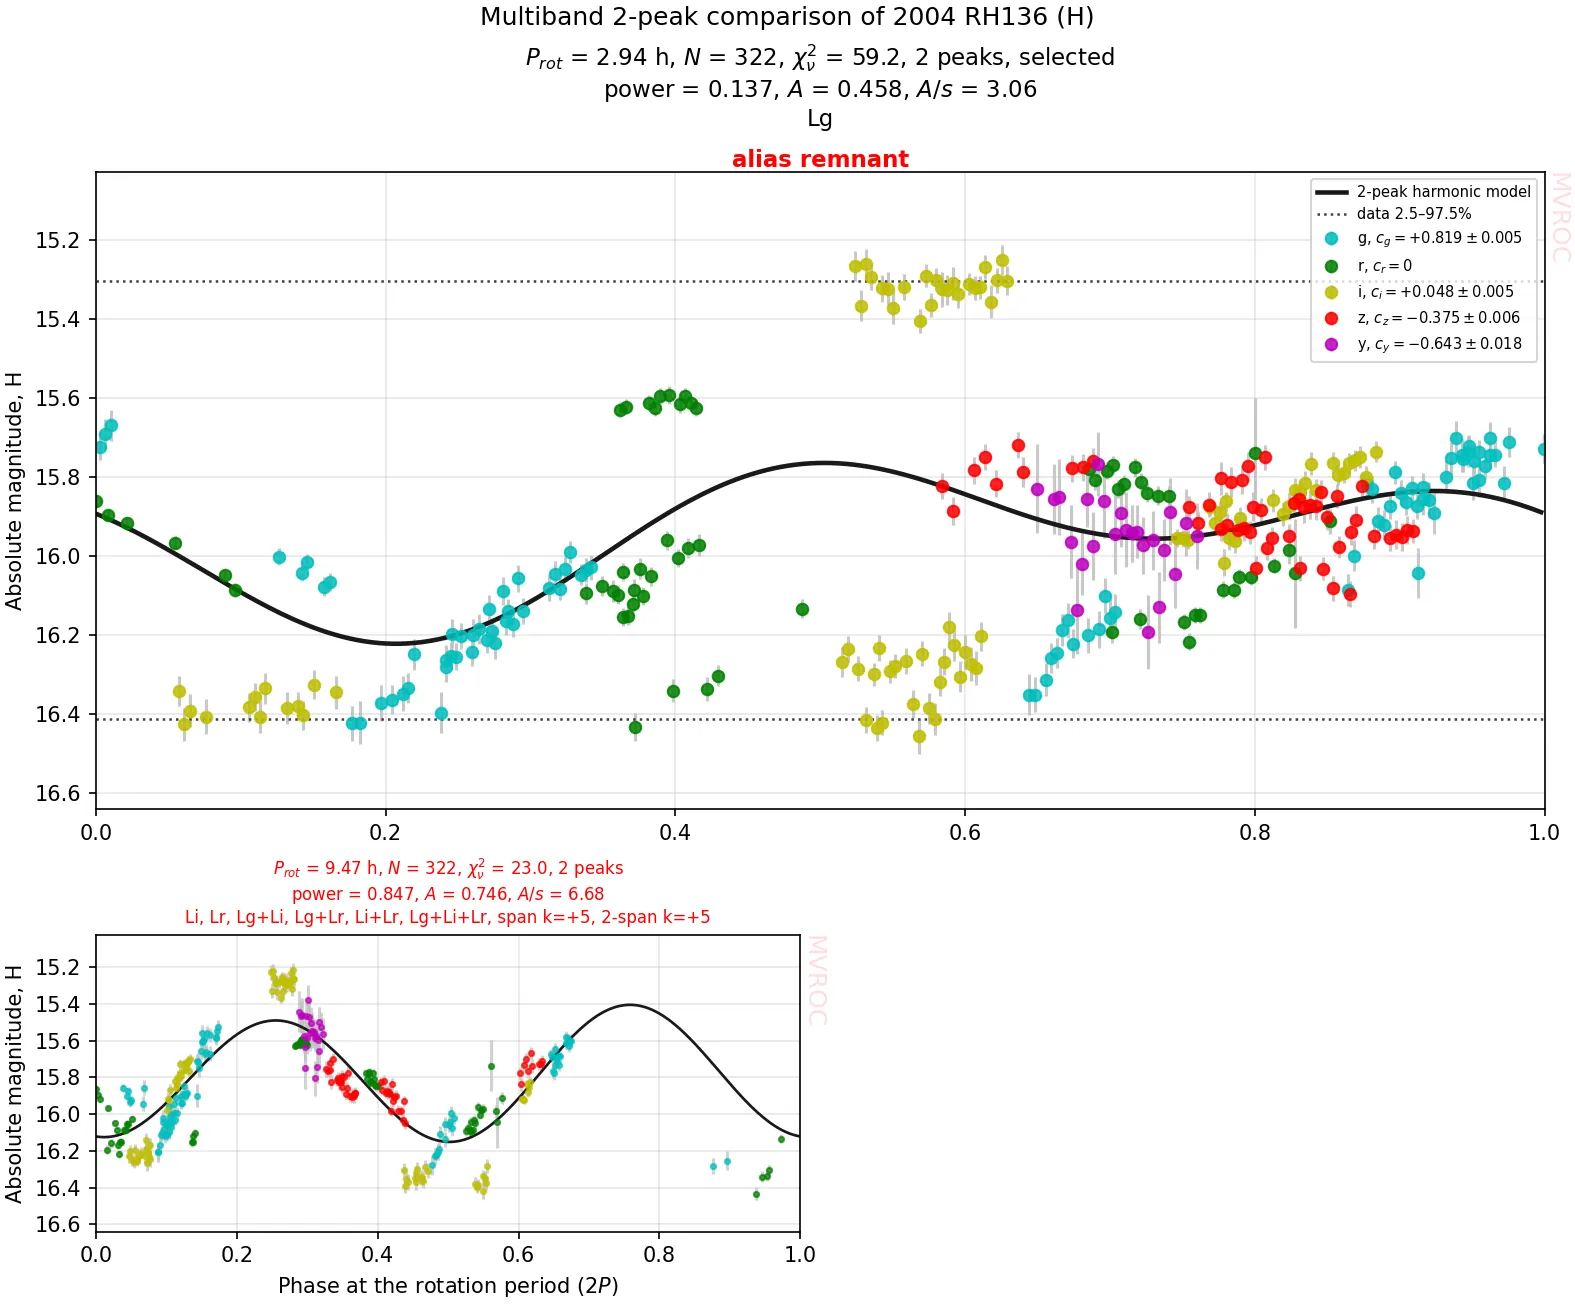 Multiband 2-peak comparison of 2004 RH136 (H)
P_rot = 2.94 h, N = 322, χ²_ν = 59.2, 2 peaks, selected
power = 0.137, A = 0.458, A/s = 3.06
Lg
alias remnant
2-peak harmonic model
data 2.5–97.5%
g, c_g = +0.819 ± 0.005
r, c_r = 0
i, c_i = +0.048 ± 0.005
z, c_z = −0.375 ± 0.006
y, c_y = −0.643 ± 0.018
MVROC
Absolute magnitude, H
15.2
15.4
15.6
15.8
16.0
16.2
16.4
16.6
0.0 0.2 0.4 0.6 0.8 1.0
P_rot = 9.47 h, N = 322, χ²_ν = 23.0, 2 peaks
power = 0.847, A = 0.746, A/s = 6.68
Li, Lr, Lg+Li, Lg+Lr, Li+Lr, Lg+Li+Lr, span k=+5, 2-span k=+5
MVROC
Absolute magnitude, H
15.2
15.4
15.6
15.8
16.0
16.2
16.4
16.6
0.0 0.2 0.4 0.6 0.8 1.0
Phase at the rotation period (2P)